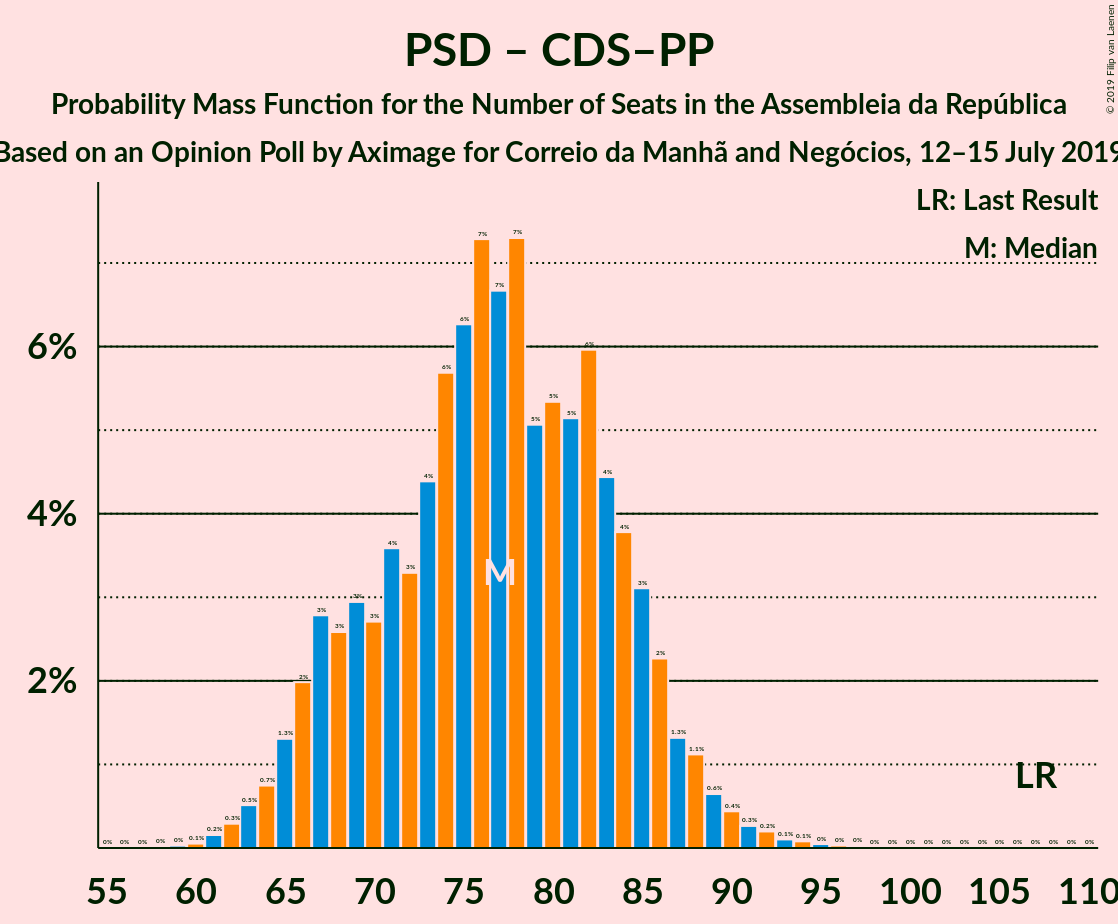 PSD – CDS–PP
Probability Mass Function for the Number of Seats in the Assembleia da República
Based on an Opinion Poll by Aximage for Correio da Manhã and Negócios, 12–15 July 2019
© 2019 Filip van Laenen
LR: Last Result
M: Median
7% 7%
7%
6%
6%
6%
6%
5% 5% 5%
4% 4%
4%
4%
4%
3%
M
3%
3% 3% 3% 3%
2%
2%
2%
1.3% 1.3%
1.1%
LR
0.7% 0.6%
0.5% 0.4%
0.3% 0.3%
0.2% 0.2%
0% 0% 0% 0% 0% 0.1% 0.1% 0.1% 0% 0% 0% 0% 0% 0% 0% 0% 0% 0% 0% 0% 0% 0% 0% 0%
55 60 65 70 75 80 85 90 95 100 105 110